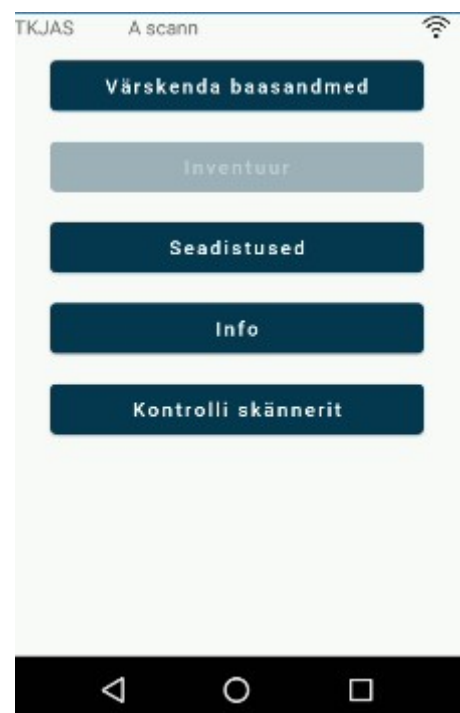 TKJAS A scann
Värskenda baasandmed
Inventuur
Seadistused
Info
Kontrolli skännerit